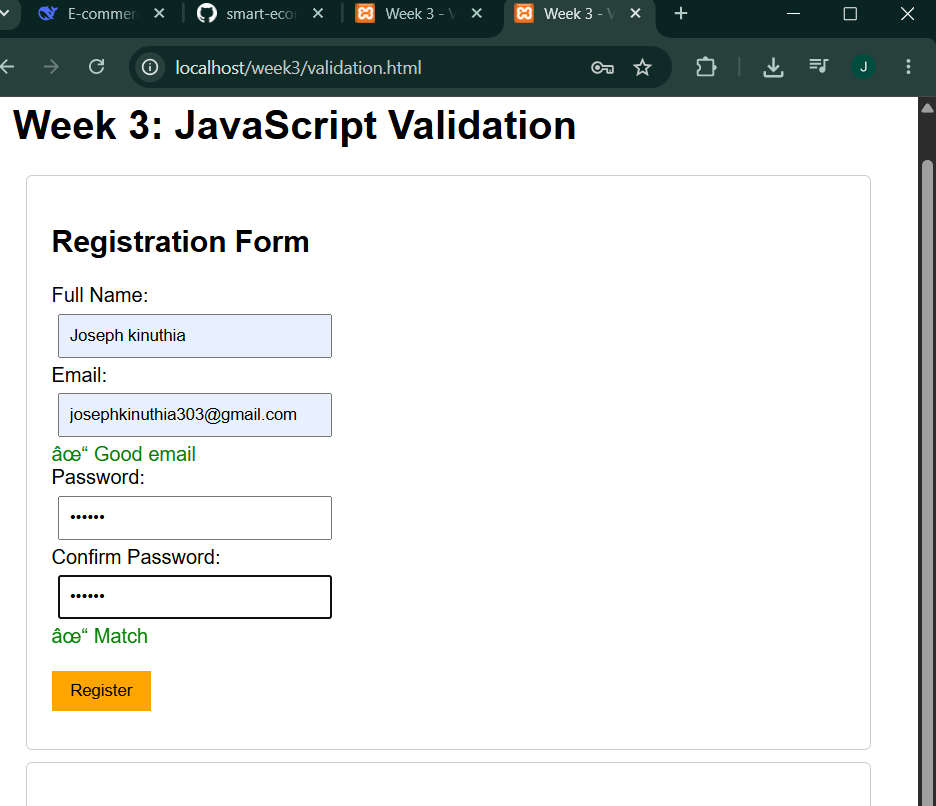 E-commer
smart-ecor
Week 3 - V
Week 3 - V
localhost/week3/validation.html
J
Week 3: JavaScript Validation
Registration Form
Full Name:
Joseph kinuthia
Email:
josephkinuthia303@gmail.com
âœ“ Good email
Password:
••••••
Confirm Password:
••••••
âœ“ Match
Register